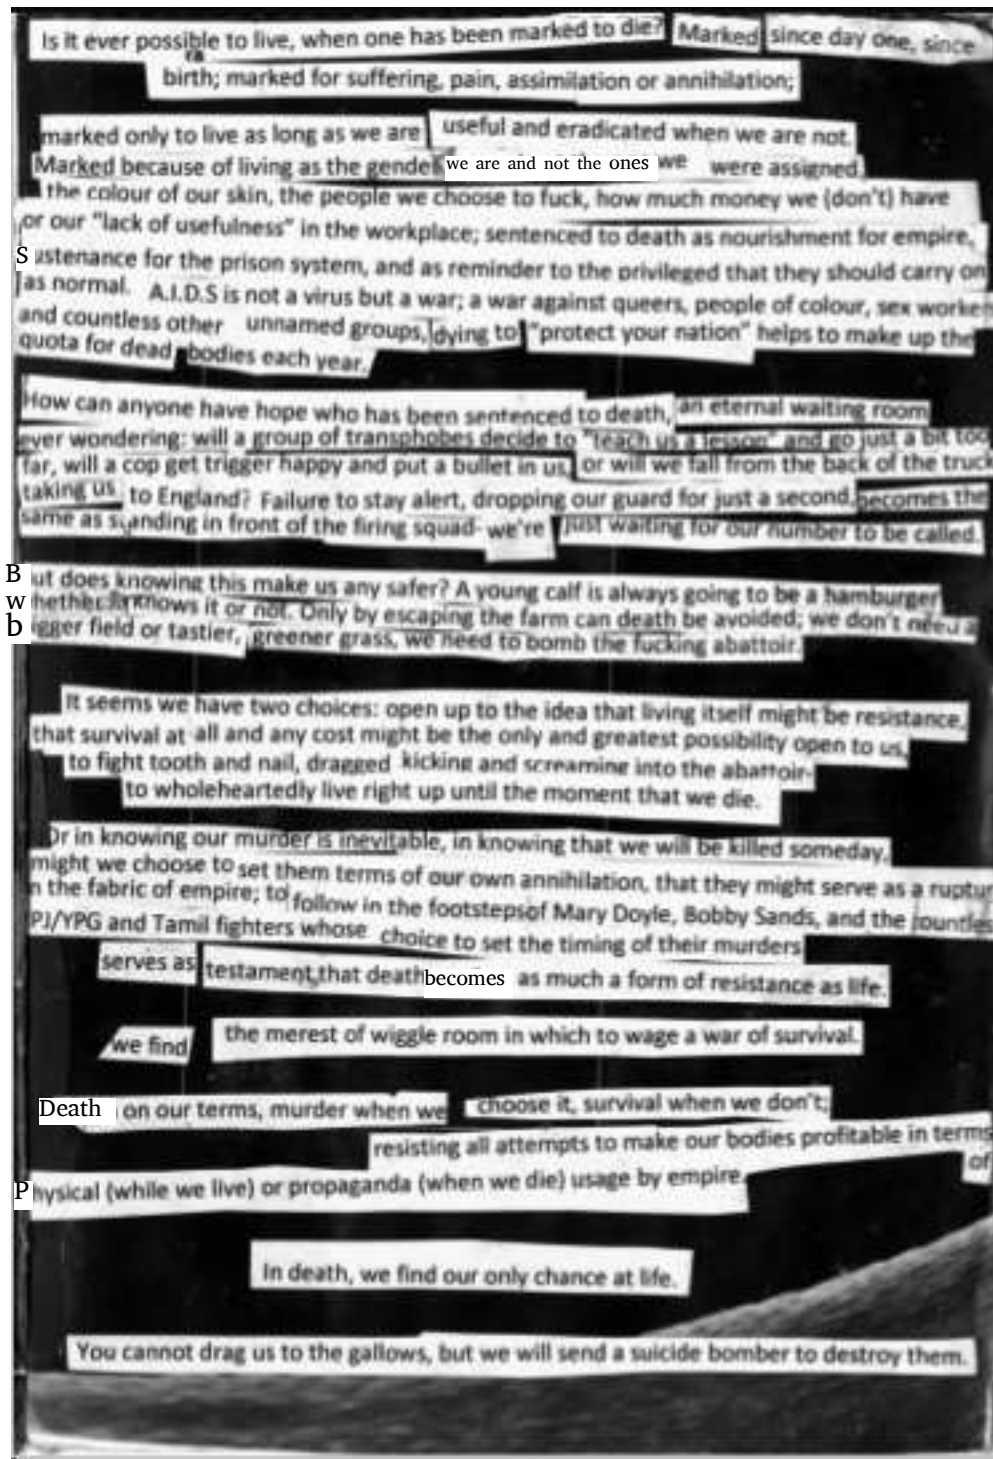 Is it ever possible to live, when one has been marked to die? Marked since day one, since
birth; marked for suffering, pain, assimilation or annihilation;
marked only to live as long as we are useful and eradicated when we are not.
Marked because of living as the gender we are and not the ones we were assigned,
the colour of our skin, the people we choose to fuck, how much money we (don't) have
or our "lack of usefulness" in the workplace; sentenced to death as nourishment for empire,
Sustenance for the prison system, and as reminder to the privileged that they should carry on
as normal. A.I.D.S is not a virus but a war; a war against queers, people of colour, sex worker
and countless other unnamed groups, dying to "protect your nation" helps to make up the
quota for dead bodies each year.
How can anyone have hope who has been sentenced to death, an eternal waiting room
ever wondering: will a group of transphobes decide to "teach us a lesson" and go just a bit too
far, will a cop get trigger happy and put a bullet in us, or will we fall from the back of the truck
taking us to England? Failure to stay alert, dropping our guard for just a second, becomes the
same as standing in front of the firing squad- we're just waiting for our number to be called.
But does knowing this make us any safer? A young calf is always going to be a hamburger
whether it knows it or not. Only by escaping the farm can death be avoided; we don't need a
bigger field or tastier, greener grass, we need to bomb the fucking abattoir.
It seems we have two choices: open up to the idea that living itself might be resistance,
that survival at all and any cost might be the only and greatest possibility open to us,
to fight tooth and nail, dragged kicking and screaming into the abattoir-
to wholeheartedly live right up until the moment that we die.
Or in knowing our murder is inevitable, in knowing that we will be killed someday,
might we choose to set them terms of our own annihilation, that they might serve as a ruptur
n the fabric of empire; to follow in the footstepsof Mary Doyle, Bobby Sands, and the countles
PJ/YPG and Tamil fighters whose choice to set the timing of their murders
serves as testament, that death becomes as much a form of resistance as life.
we find the merest of wiggle room in which to wage a war of survival.
Death on our terms, murder when we choose it, survival when we don't;
resisting all attempts to make our bodies profitable in terms
of
Physical (while we live) or propaganda (when we die) usage by empire.
In death, we find our only chance at life.
You cannot drag us to the gallows, but we will send a suicide bomber to destroy them.